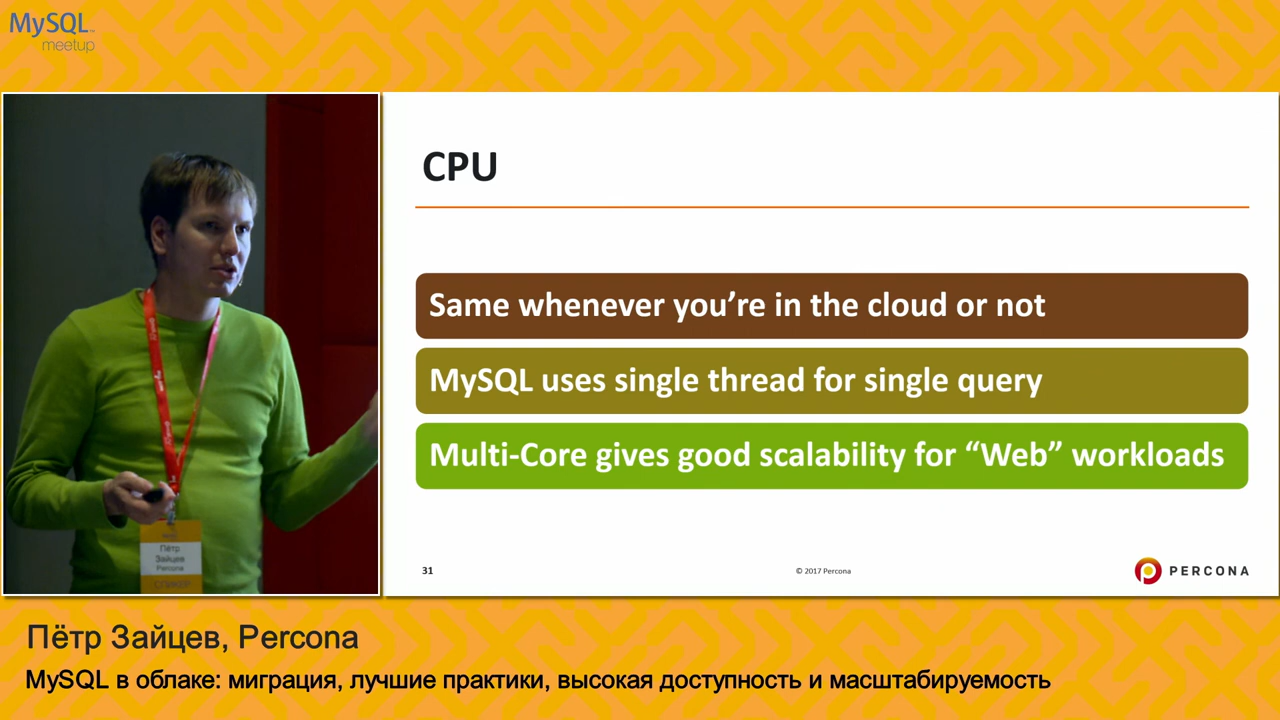 MySQL
meetup
CPU
Same whenever you’re in the cloud or not
MySQL uses single thread for single query
Multi-Core gives good scalability for “Web” workloads
31
© 2017 Percona
PERCONA
Пётр
Зайцев
Percona
Пётр Зайцев, Percona
MySQL в облаке: миграция, лучшие практики, высокая доступность и масштабируемость